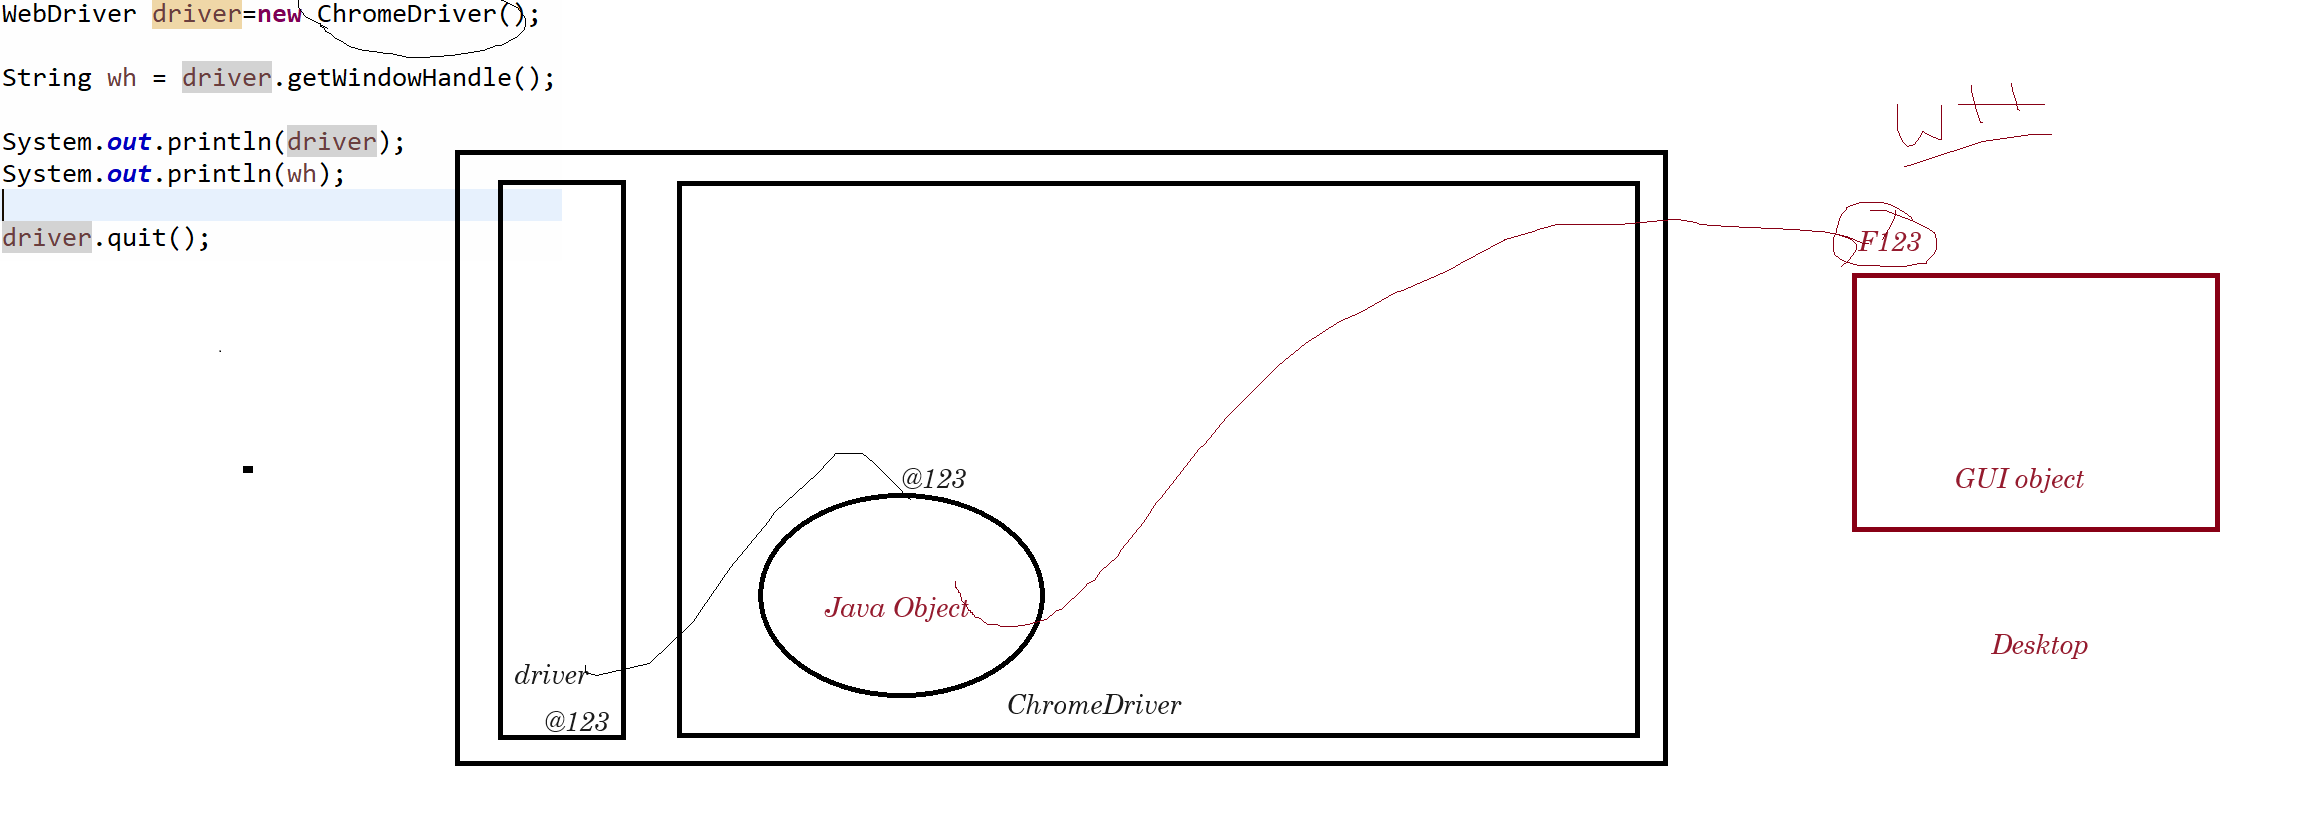 WebDriver driver=new ChromeDriver();
String wh = driver.getWindowHandle();
System.out.println(driver);
System.out.println(wh);
driver.quit();
WH
F123
@123
GUI object
Java Object
Desktop
driver
ChromeDriver
@123